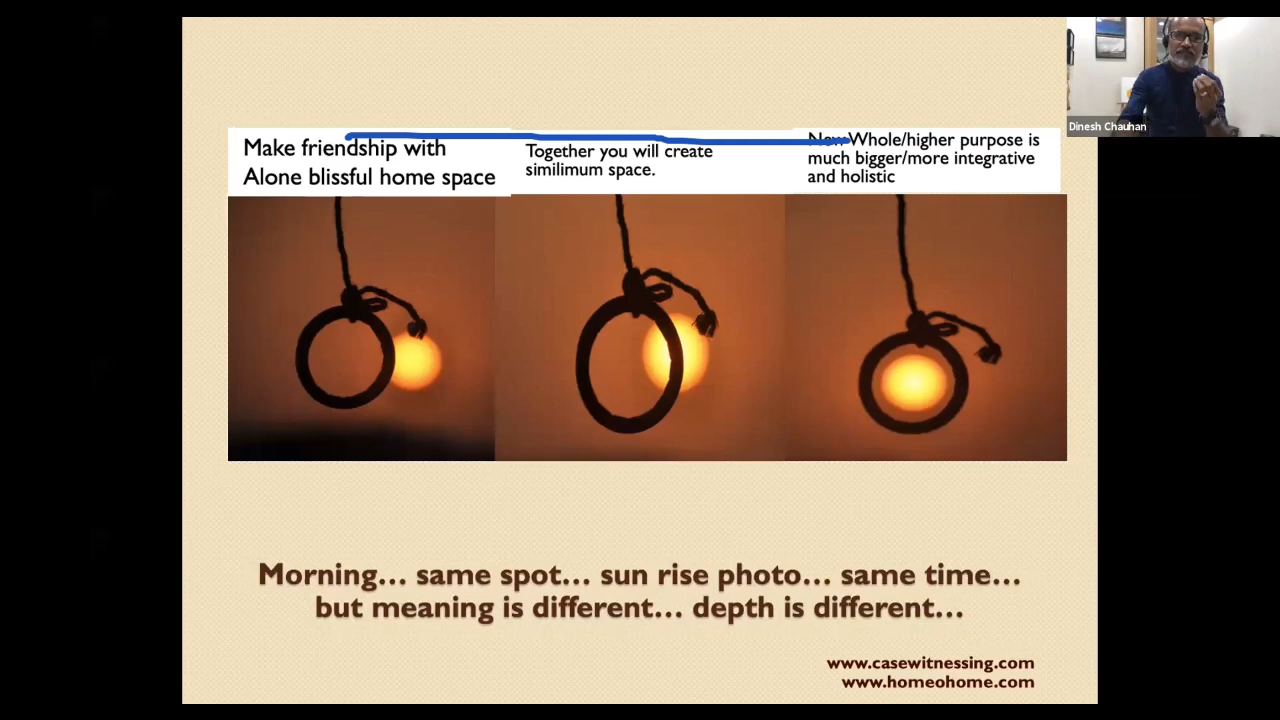 Dinesh Chauhan
Make friendship with
Alone blissful home space
Together you will create
similimum space.
New Whole/higher purpose is
much bigger/more integrative
and holistic
Morning... same spot... sun rise photo... same time...
but meaning is different... depth is different...
www.casewitnessing.com
www.homeohome.com